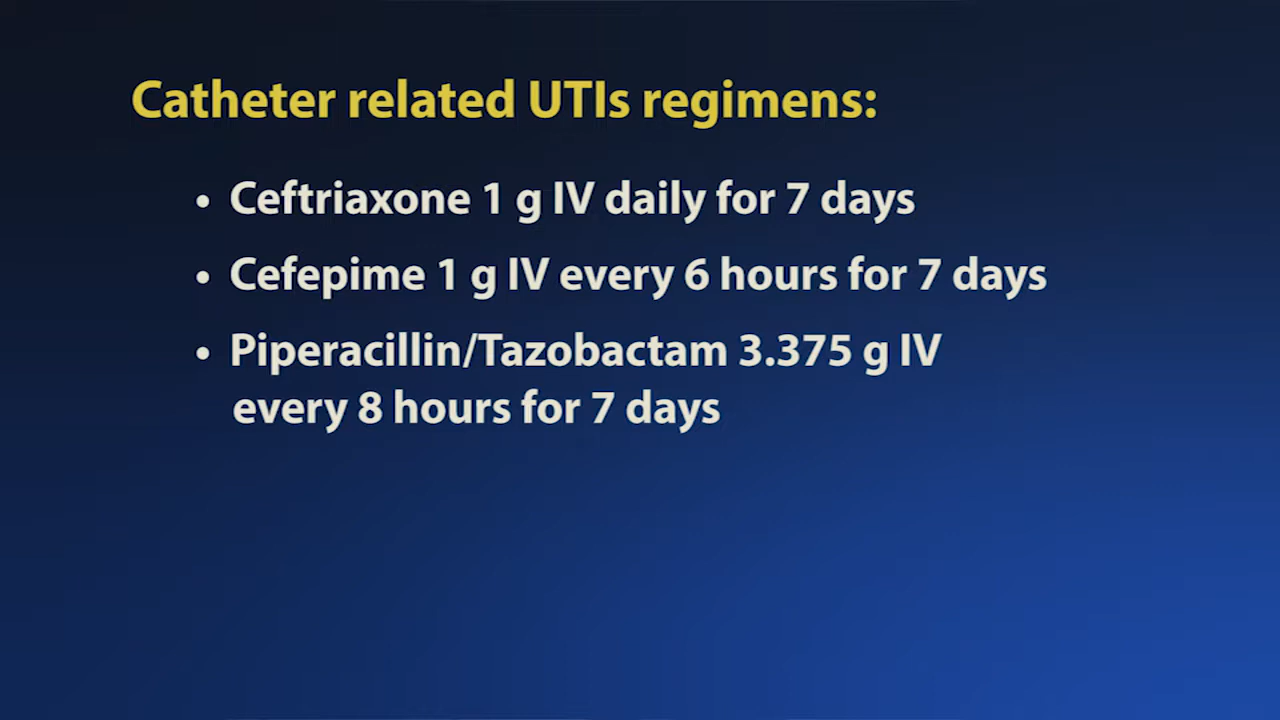 Catheter related UTIs regimens:
• Ceftriaxone 1 g IV daily for 7 days
• Cefepime 1 g IV every 6 hours for 7 days
• Piperacillin/Tazobactam 3.375 g IV
every 8 hours for 7 days